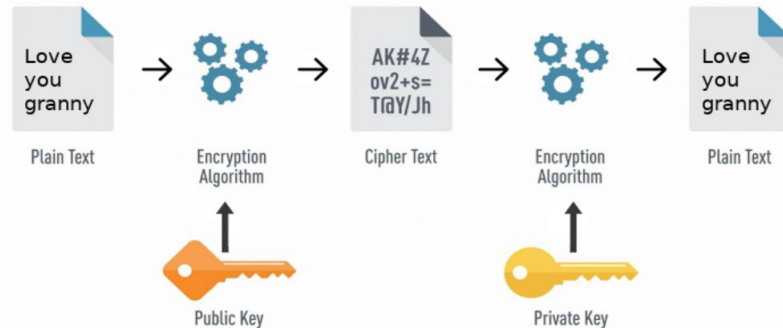 Love
you
granny
Plain Text
Encryption
Algorithm
Public Key
AK#4Z
ov2+s=
T@Y/Jh
Cipher Text
Encryption
Algorithm
Private Key
Love
you
granny
Plain Text